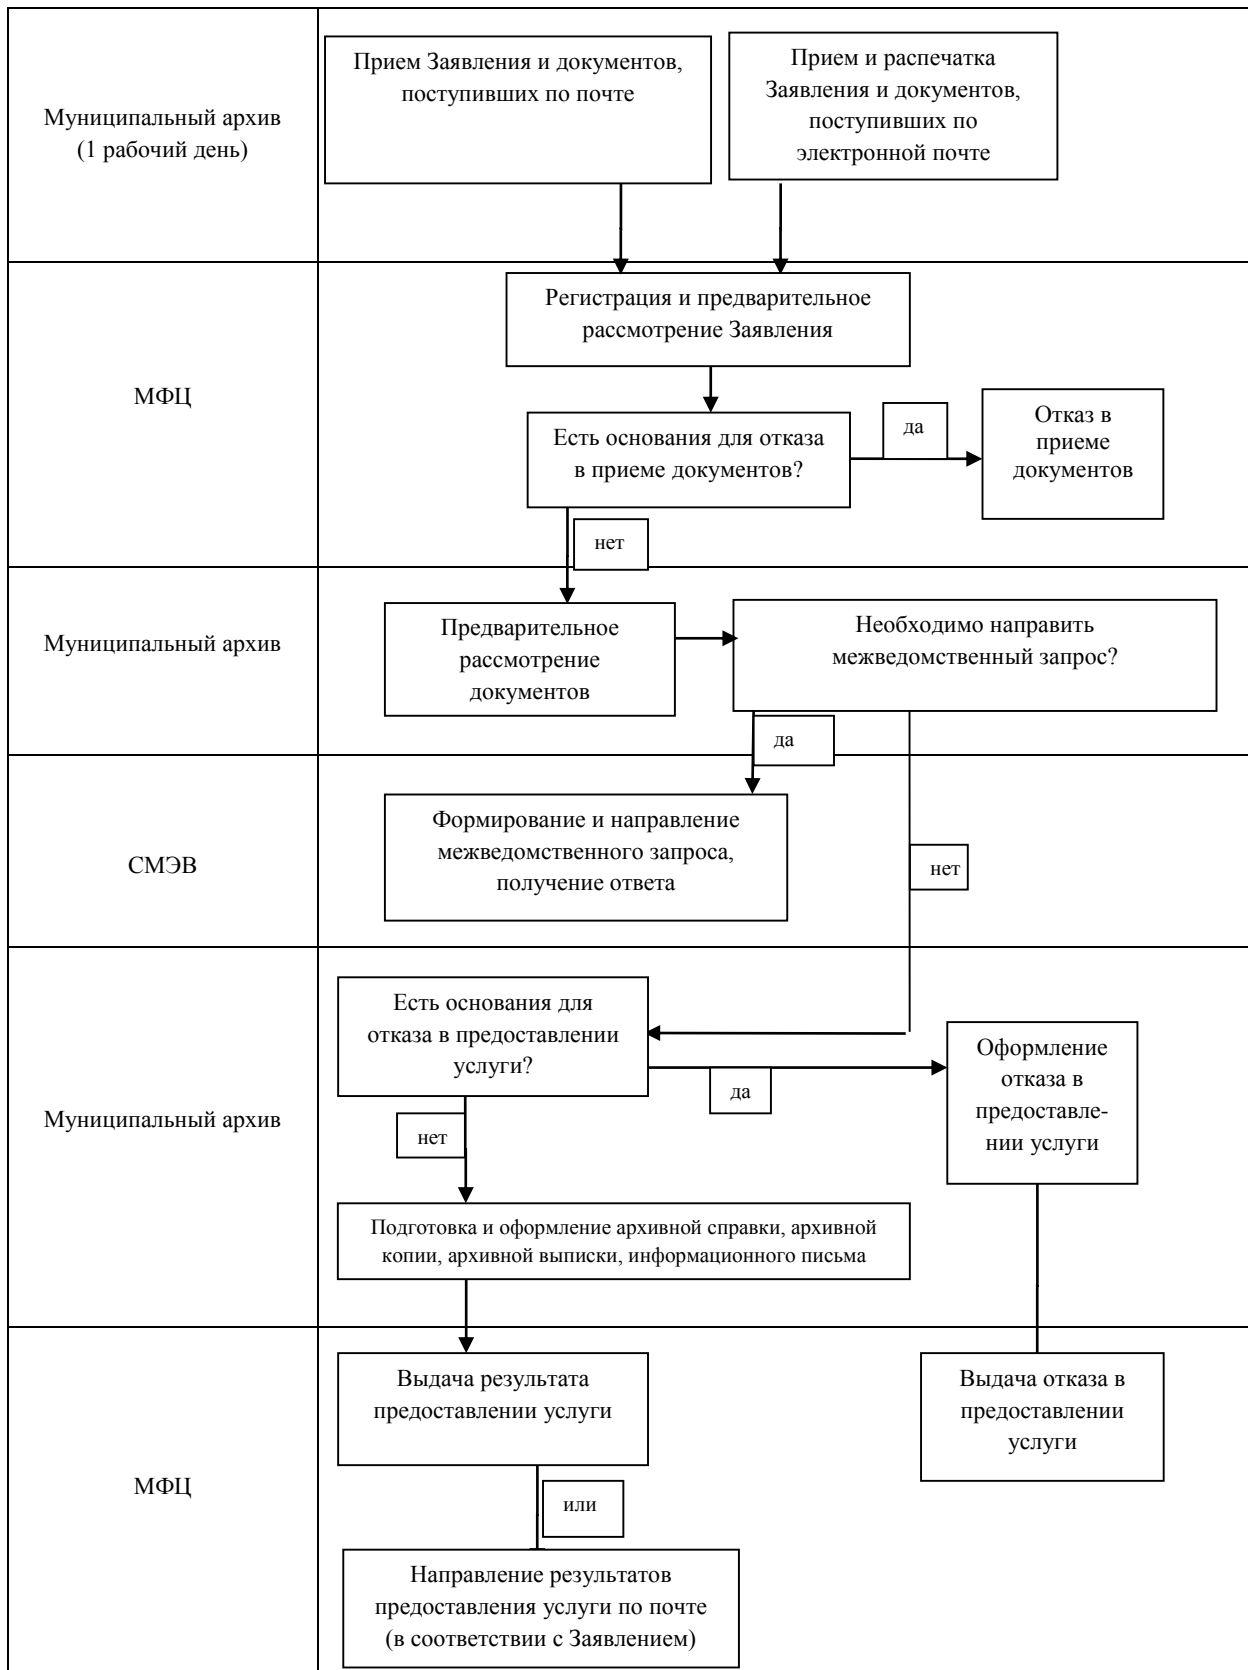 Муниципальный архив
(1 рабочий день)
Прием Заявления и документов,
поступивших по почте
Прием и распечатка
Заявления и документов,
поступивших по
электронной почте
МФЦ
Регистрация и предварительное
рассмотрение Заявления
Есть основания для отказа
в приеме документов?
да
Отказ в
приеме
документов
нет
Муниципальный архив
Предварительное
рассмотрение
документов
Необходимо направить
межведомственный запрос?
да
СМЭВ
Формирование и направление
межведомственного запроса,
получение ответа
нет
Муниципальный архив
Есть основания для
отказа в предоставлении
услуги?
да
Оформление
отказа в
предоставле-
нии услуги
нет
Подготовка и оформление архивной справки, архивной
копии, архивной выписки, информационного письма
МФЦ
Выдача результата
предоставлении услуги
Выдача отказа в
предоставлении
услуги
или
Направление результатов
предоставления услуги по почте
(в соответствии с Заявлением)